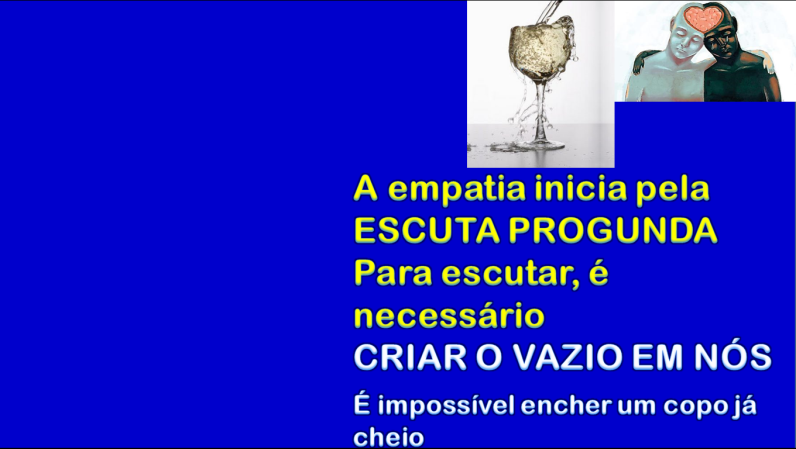 A empatia inicia pela
ESCUTA PROGUNDA
Para escutar, é
necessário
CRIAR O VAZIO EM NÓS
É impossível encher um copo já
cheio